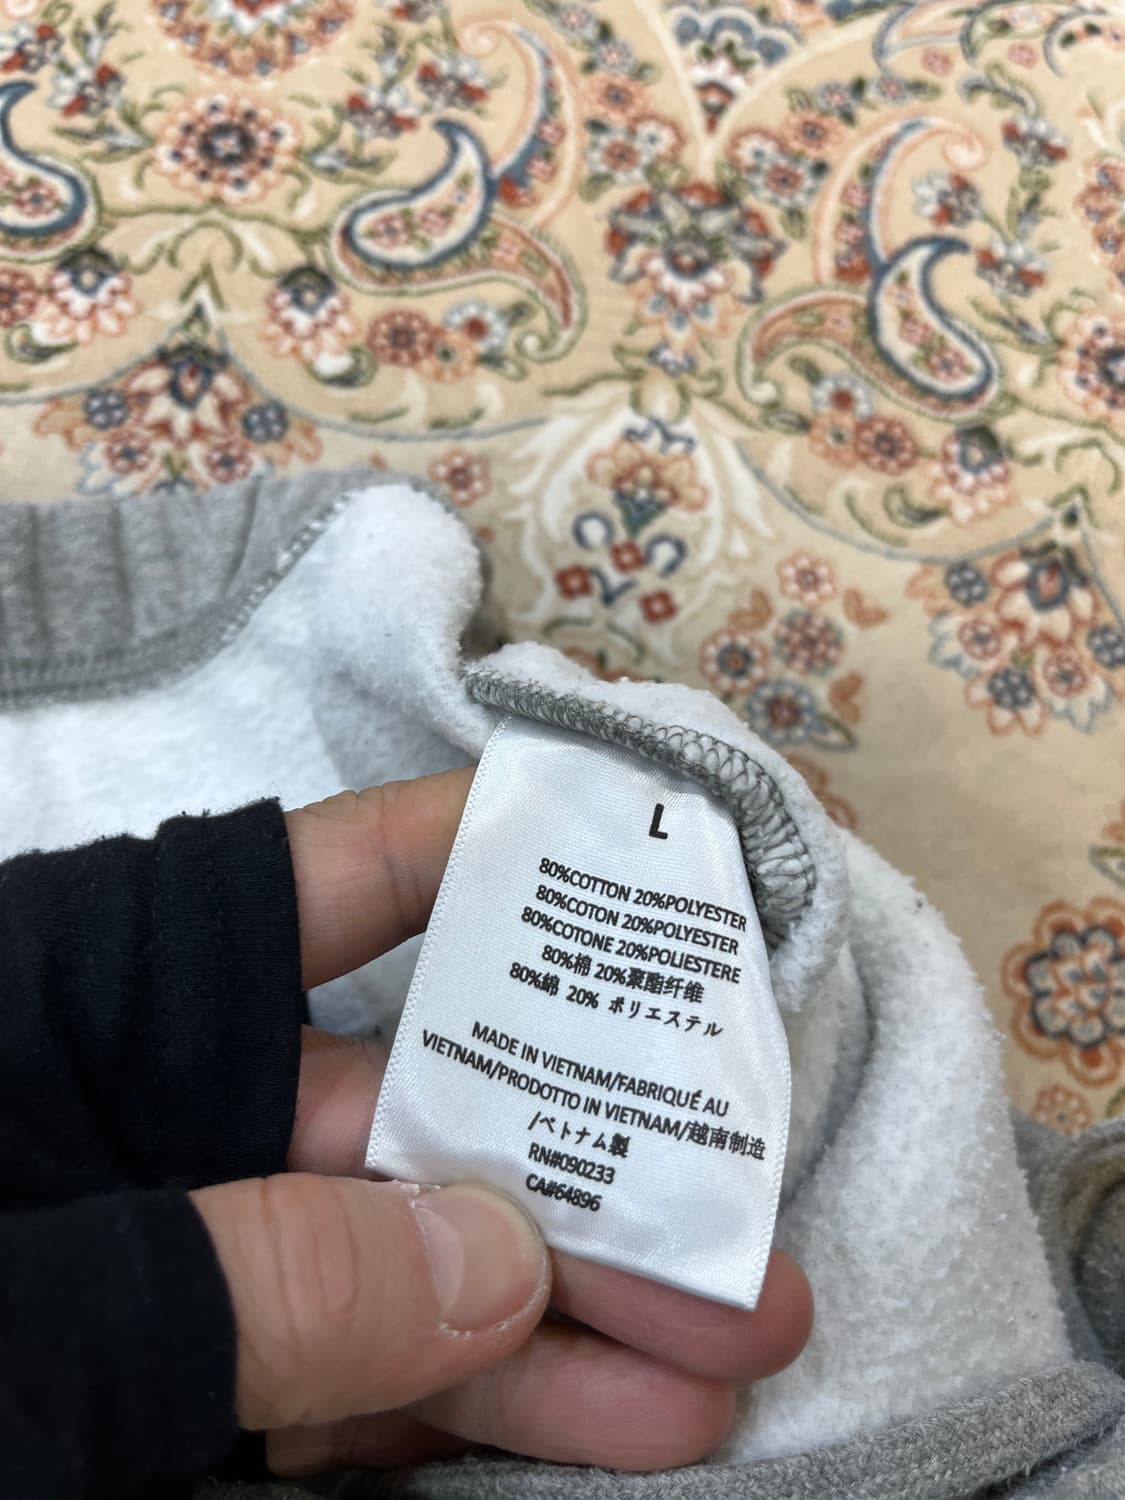 L
80%COTTON 20%POLYESTER
80%COTON 20%POLYESTER
80%COTONE 20%POLIESTERE
80%棉 20%聚酯纤维
80%綿 20% ポリエステル
MADE IN VIETNAM/FABRIQUÉ AU
VIETNAM/PRODOTTO IN VIETNAM/越南制造
/ベトナム製
RN#090233
CA#64896